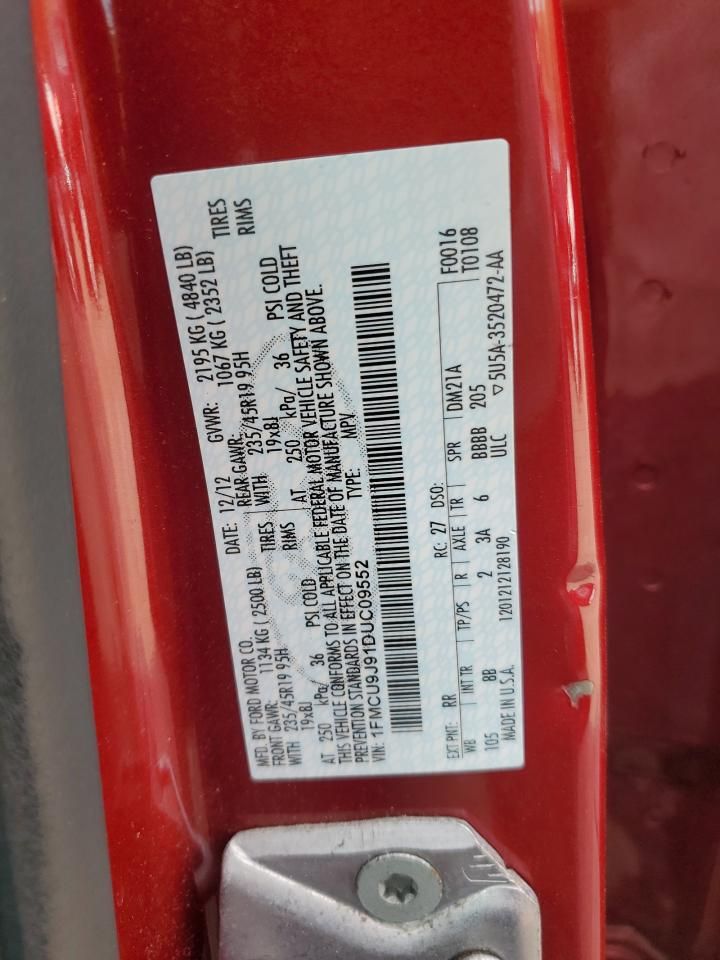 MFD. BY FORD MOTOR CO.
DATE: 12/12 GVWR: 2195 KG ( 4840 LB)
FRONT GAWR: 1134 KG ( 2500 LB) REAR GAWR: 1067 KG ( 2352 LB)
WITH 235/45R19 95H TIRES WITH 235/45R19 95H TIRES
19x8J RIMS 19x8J RIMS
AT 250 kPa/ 36 PSI COLD AT 250 kPa/ 36 PSI COLD
THIS VEHICLE CONFORMS TO ALL APPLICABLE FEDERAL MOTOR VEHICLE SAFETY AND THEFT
PREVENTION STANDARDS IN EFFECT ON THE DATE OF MANUFACTURE SHOWN ABOVE.
VIN: 1FMCU9J91DUC09552 TYPE: MPV
EXT PNT: RR RC: 27 DSO: F0016
WB INT TR TP/PS R AXLE TR SPR DM21A T0108
105 8B 2 3A 6 BBBB 205
MADE IN U.S.A. 1201212128190 ULC ▽5U5A-3520472-AA